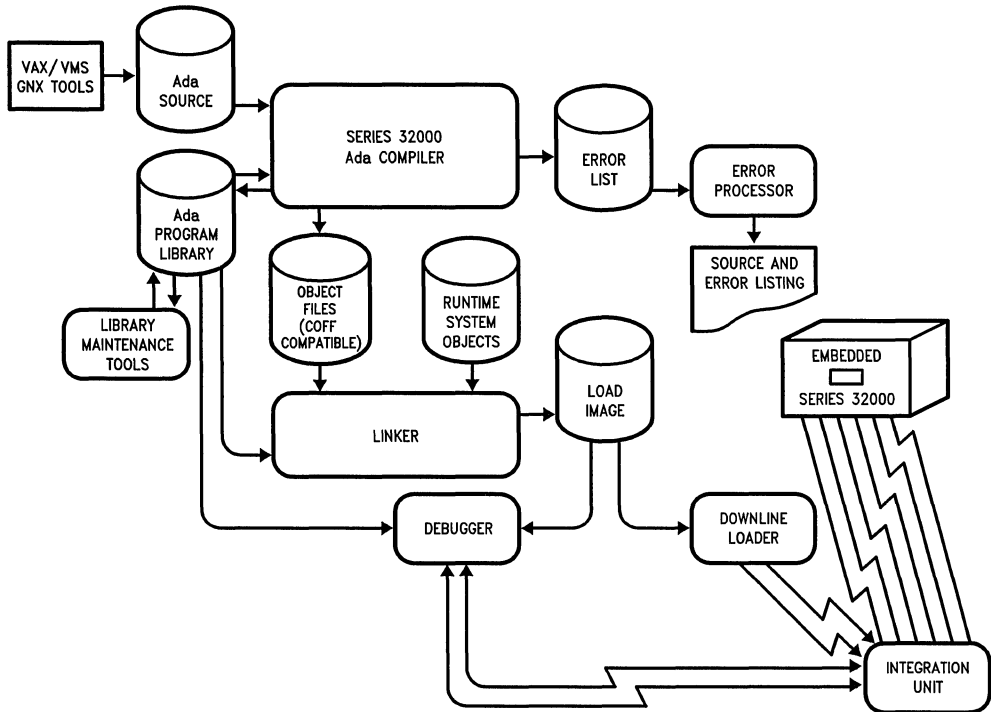 VAX/VMS
GNX TOOLS
Ada
SOURCE
SERIES 32000
Ada COMPILER
ERROR
LIST
ERROR
PROCESSOR
Ada
PROGRAM
LIBRARY
SOURCE AND
ERROR LISTING
OBJECT
FILES
(COFF
COMPATIBLE)
RUNTIME
SYSTEM
OBJECTS
LIBRARY
MAINTENANCE
TOOLS
LOAD
IMAGE
EMBEDDED
SERIES 32000
LINKER
DEBUGGER
DOWNLINE
LOADER
INTEGRATION
UNIT